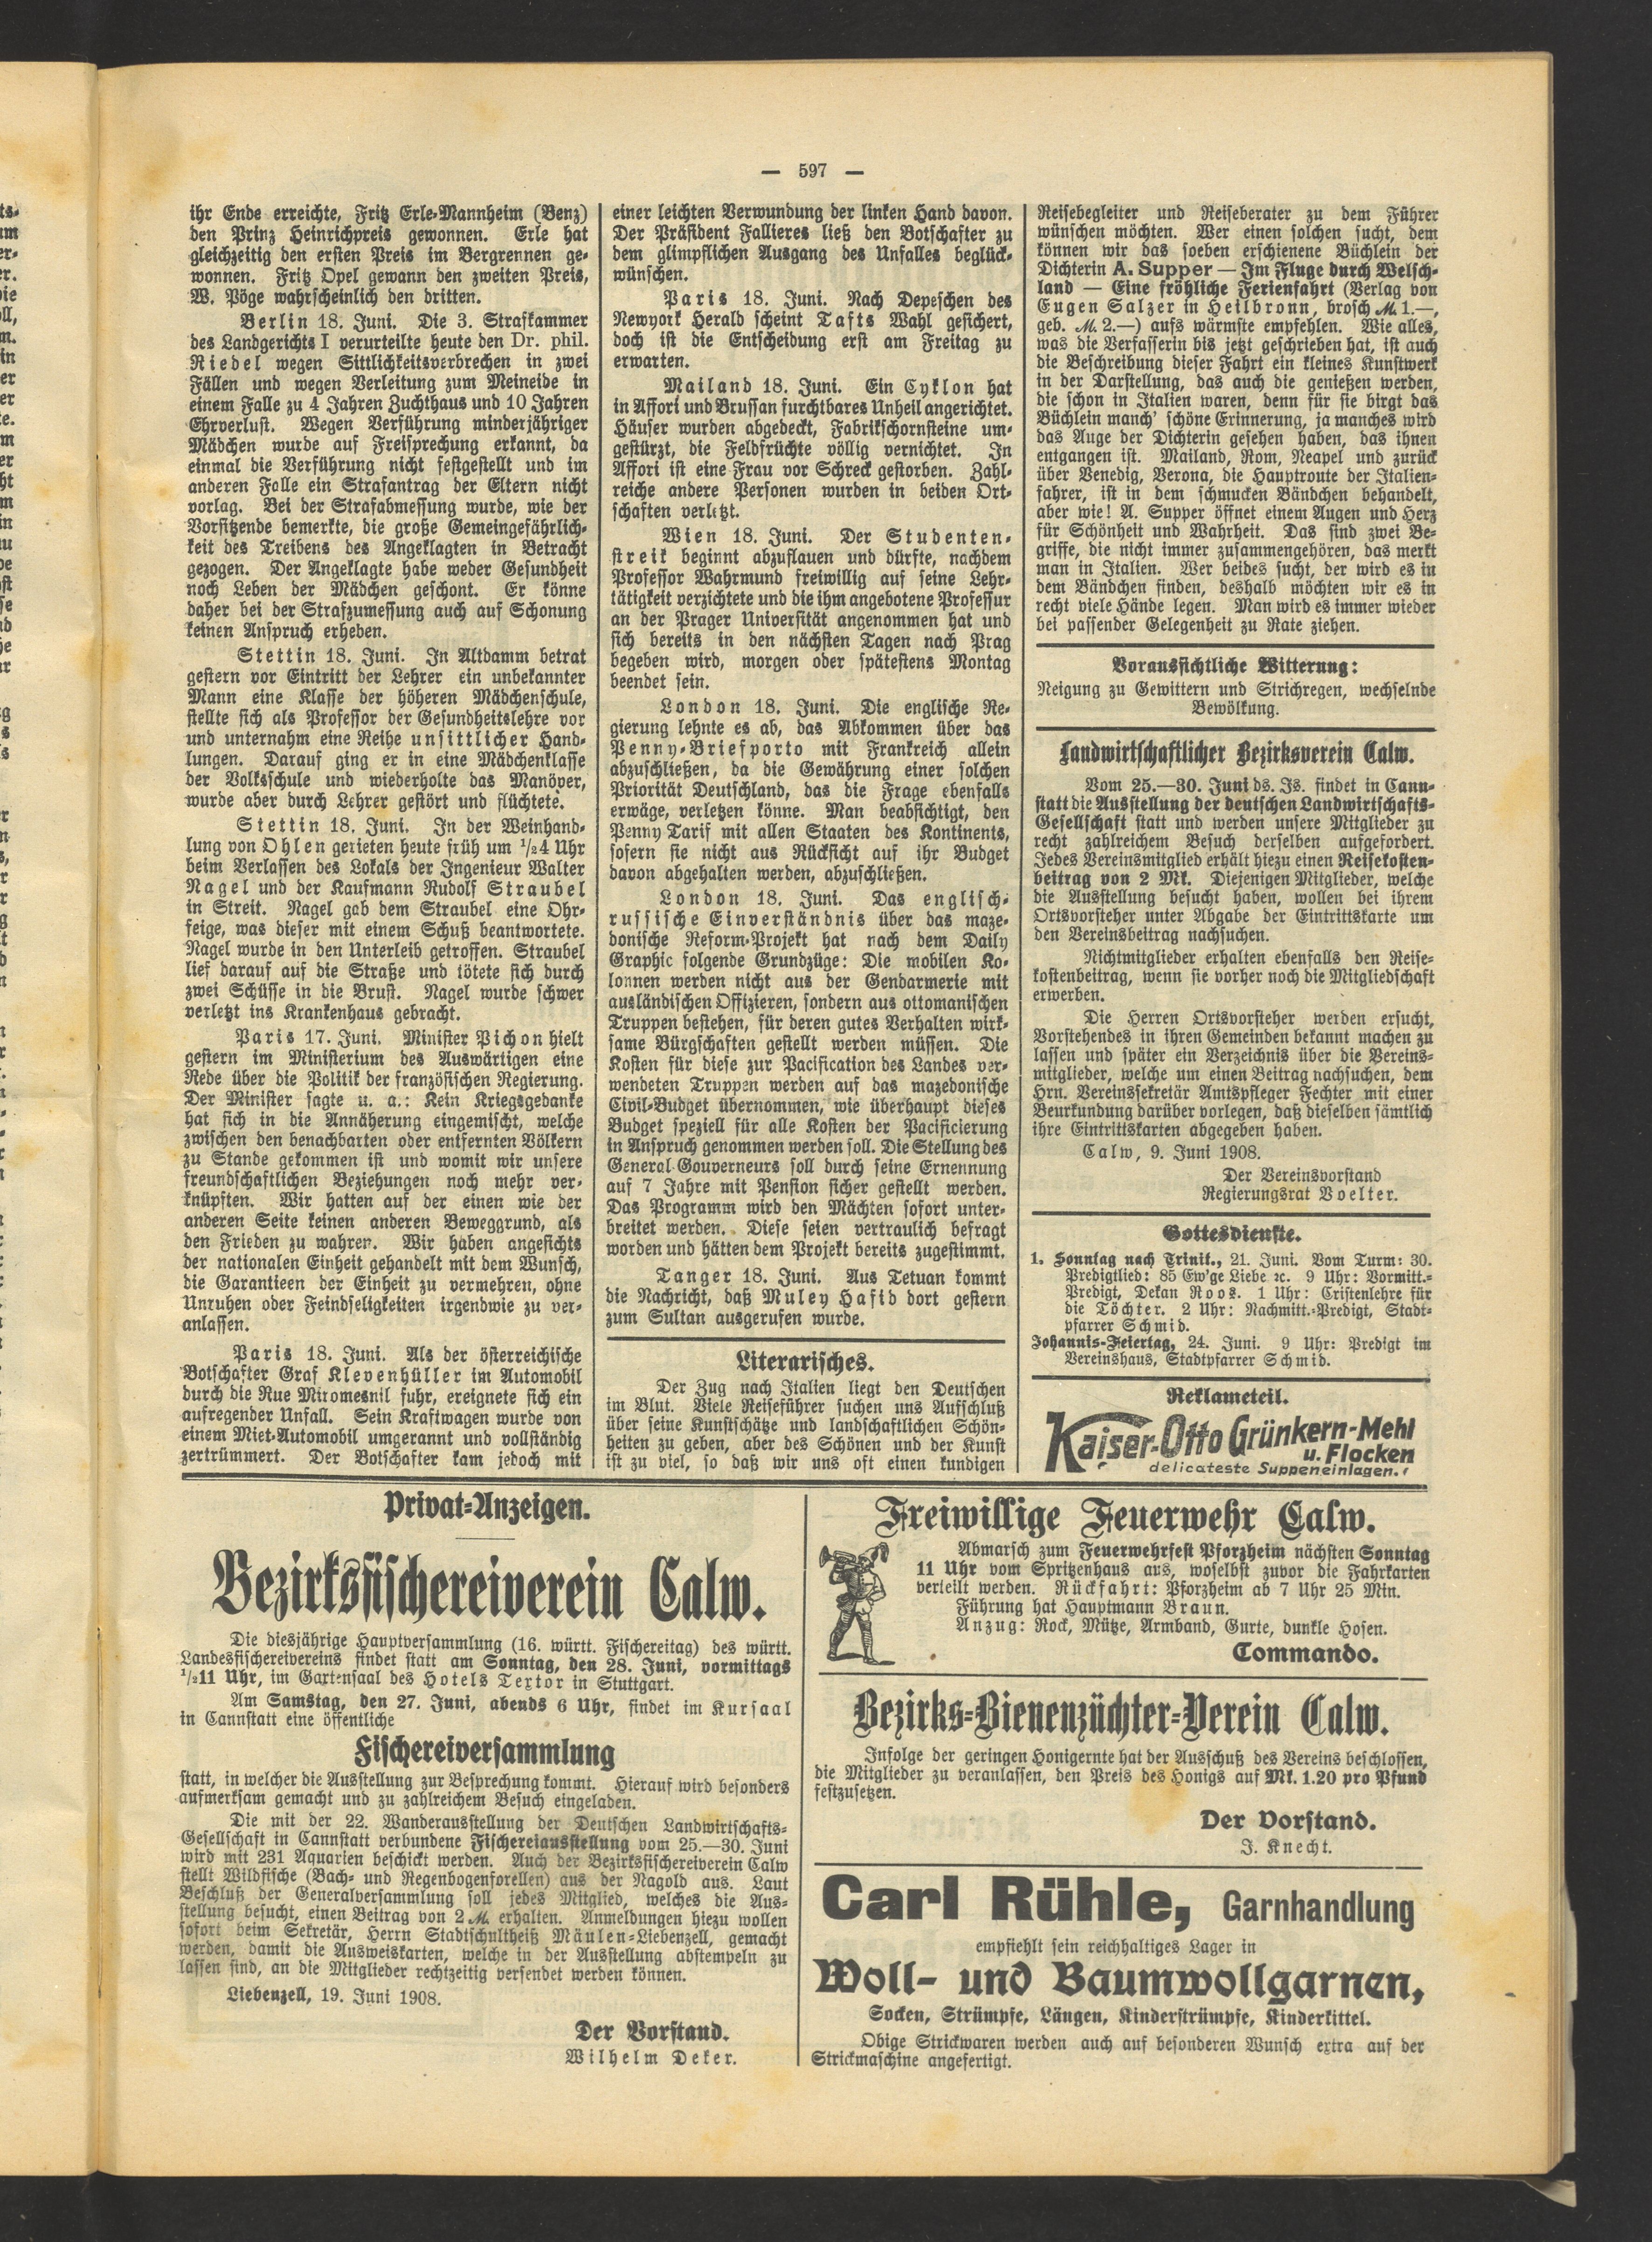 — 597 —
ihr Ende erreichte, Fritz Erle-Mannheim (Benz)
den Prinz Heinrichpreis gewonnen. Erle hat
gleichzeitig den ersten Preis im Bergrennen ge-
wonnen. Fritz Opel gewann den zweiten Preis,
W. Pöge wahrscheinlich den dritten.
Berlin 18. Juni. Die 3. Strafkammer
des Landgerichts I verurteilte heute den Dr. phil.
Riedel wegen Sittlichkeitsverbrechen in zwei
Fällen und wegen Verleitung zum Meineide in
einem Falle zu 4 Jahren Zuchthaus und 10 Jahren
Ehrverlust. Wegen Verführung minderjähriger
Mädchen wurde auf Freisprechung erkannt, da
einmal die Verführung nicht festgestellt und im
anderen Falle ein Strafantrag der Eltern nicht
vorlag. Bei der Strafabmessung wurde, wie der
Vorsitzende bemerkte, die große Gemeingefährlich-
keit des Treibens des Angeklagten in Betracht
gezogen. Der Angeklagte habe weder Gesundheit
noch Leben der Mädchen geschont. Er könne
daher bei der Strafzumessung auch auf Schonung
keinen Anspruch erheben.
Stettin 18. Juni. In Altdamm betrat
gestern vor Eintritt der Lehrer ein unbekannter
Mann eine Klasse der höheren Mädchenschule,
stellte sich als Professor der Gesundheitslehre vor
und unternahm eine Reihe unsittlicher Hand-
lungen. Darauf ging er in eine Mädchenklasse
der Volksschule und wiederholte das Manöver,
wurde aber durch Lehrer gestört und flüchtete.
Stettin 18. Juni. In der Weinhand-
lung von Ohlen gerieten heute früh um ½4 Uhr
beim Verlassen des Lokals der Ingenieur Walter
Nagel und der Kaufmann Rudolf Straubel
in Streit. Nagel gab dem Straubel eine Ohr-
feige, was dieser mit einem Schuß beantwortete.
Nagel wurde in den Unterleib getroffen. Straubel
lief darauf auf die Straße und tötete sich durch
zwei Schüsse in die Brust. Nagel wurde schwer
verletzt ins Krankenhaus gebracht.
Paris 17. Juni. Minister Pichon hielt
gestern im Ministerium des Auswärtigen eine
Rede über die Politik der französischen Regierung.
Der Minister sagte u. a.: Kein Kriegsgedanke
hat sich in die Annäherung eingemischt, welche
zwischen den benachbarten oder entfernten Völkern
zu Stande gekommen ist und womit wir unsere
freundschaftlichen Beziehungen noch mehr ver-
knüpften. Wir hatten auf der einen wie der
anderen Seite keinen anderen Beweggrund, als
den Frieden zu wahren. Wir haben angesichts
der nationalen Einheit gehandelt mit dem Wunsch,
die Garantieen der Einheit zu vermehren, ohne
Unruhen oder Feindseligkeiten irgendwie zu ver-
anlassen.
Paris 18. Juni. Als der österreichische
Botschafter Graf Klevenhüller im Automobil
durch die Rue Miromesnil fuhr, ereignete sich ein
aufregender Unfall. Sein Kraftwagen wurde von
einem Miet-Automobil umgerannt und vollständig
zertrümmert. Der Botschafter kam jedoch mit
einer leichten Verwundung der linken Hand davon.
Der Präsident Fallieres ließ den Botschafter zu
dem glimpflichen Ausgang des Unfalles beglück-
wünschen.
Paris 18. Juni. Nach Depeschen des
Newyork Herald scheint Tafts Wahl gesichert,
doch ist die Entscheidung erst am Freitag zu
erwarten.
Mailand 18. Juni. Ein Cyklon hat
in Affori und Brussan furchtbares Unheil angerichtet.
Häuser wurden abgedeckt, Fabrikschornsteine um-
gestürzt, die Feldfrüchte völlig vernichtet. In
Affori ist eine Frau vor Schreck gestorben. Zahl-
reiche andere Personen wurden in beiden Ort-
schaften verletzt.
Wien 18. Juni. Der Studenten-
streik beginnt abzuflauen und dürfte, nachdem
Professor Wahrmund freiwillig auf seine Lehr-
tätigkeit verzichtete und die ihm angebotene Professur
an der Prager Universität angenommen hat und
sich bereits in den nächsten Tagen nach Prag
begeben wird, morgen oder spätestens Montag
beendet sein.
London 18. Juni. Die englische Re-
gierung lehnte es ab, das Abkommen über das
Penny-Briefporto mit Frankreich allein
abzuschließen, da die Gewährung einer solchen
Priorität Deutschland, das die Frage ebenfalls
erwäge, verletzen könne. Man beabsichtigt, den
Penny Tarif mit allen Staaten des Kontinents,
sofern sie nicht aus Rücksicht auf ihr Budget
davon abgehalten werden, abzuschließen.
London 18. Juni. Das englisch-
russische Einverständnis über das maze-
donische Reform-Projekt hat nach dem Daily
Graphic folgende Grundzüge: Die mobilen Ko-
lonnen werden nicht aus der Gendarmerie mit
ausländischen Offizieren, sondern aus ottomanischen
Truppen bestehen, für deren gutes Verhalten wirk-
same Bürgschaften gestellt werden müssen. Die
Kosten für diese zur Pacification des Landes ver-
wendeten Truppen werden auf das mazedonische
Civil-Budget übernommen, wie überhaupt dieses
Budget speziell für alle Kosten der Pacificierung
in Anspruch genommen werden soll. Die Stellung des
General-Gouverneurs soll durch seine Ernennung
auf 7 Jahre mit Pension sicher gestellt werden.
Das Programm wird den Mächten sofort unter-
breitet werden. Diese seien vertraulich befragt
worden und hätten dem Projekt bereits zugestimmt.
Tanger 18. Juni. Aus Tetuan kommt
die Nachricht, daß Muley Hafid dort gestern
zum Sultan ausgerufen wurde.
Literarisches.
Der Zug nach Italien liegt den Deutschen
im Blut. Viele Reiseführer suchen uns Aufschluß
über seine Kunstschätze und landschaftlichen Schön-
heiten zu geben, aber des Schönen und der Kunst
ist zu viel, so daß wir uns oft einen kundigen
Reisebegleiter und Reiseberater zu dem Führer
wünschen möchten. Wer einen solchen sucht, dem
können wir das soeben erschienene Büchlein der
Dichterin A. Supper — Im Fluge durch Welsch-
land — Eine fröhliche Ferienfahrt (Verlag von
Eugen Salzer in Heilbronn, brosch M. 1.—,
geb. M. 2.—) aufs wärmste empfehlen. Wie alles,
was die Verfasserin bis jetzt geschrieben hat, ist auch
die Beschreibung dieser Fahrt ein kleines Kunstwerk
in der Darstellung, das auch die genießen werden,
die schon in Italien waren, denn für sie birgt das
Büchlein manch' schöne Erinnerung, ja manches wird
das Auge der Dichterin gesehen haben, das ihnen
entgangen ist. Mailand, Rom, Neapel und zurück
über Venedig, Verona, die Hauptroute der Italien-
fahrer, ist in dem schmucken Bändchen behandelt,
aber wie! A. Supper öffnet einem Augen und Herz
für Schönheit und Wahrheit. Das sind zwei Be-
griffe, die nicht immer zusammengehören, das merkt
man in Italien. Wer beides sucht, der wird es in
dem Bändchen finden, deshalb möchten wir es in
recht viele Hände legen. Man wird es immer wieder
bei passender Gelegenheit zu Rate ziehen.
Voraussichtliche Witterung:
Neigung zu Gewittern und Strichregen, wechselnde
Bewölkung.
Landwirtschaftlicher Bezirksverein Calw.
Vom 25.—30. Juni ds. Js. findet in Cann-
statt die Ausstellung der deutschen Landwirtschafts-
Gesellschaft statt und werden unsere Mitglieder zu
recht zahlreichem Besuch derselben aufgefordert.
Jedes Vereinsmitglied erhält hiezu einen Reisekosten-
beitrag von 2 Mk. Diejenigen Mitglieder, welche
die Ausstellung besucht haben, wollen bei ihrem
Ortsvorsteher unter Abgabe der Eintrittskarte um
den Vereinsbeitrag nachsuchen.
Nichtmitglieder erhalten ebenfalls den Reise-
kostenbeitrag, wenn sie vorher noch die Mitgliedschaft
erwerben.
Die Herren Ortsvorsteher werden ersucht,
Vorstehendes in ihren Gemeinden bekannt machen zu
lassen und später ein Verzeichnis über die Vereins-
mitglieder, welche um einen Beitrag nachsuchen, dem
Hrn. Vereinssekretär Amtspfleger Fechter mit einer
Beurkundung darüber vorlegen, daß dieselben sämtlich
ihre Eintrittskarten abgegeben haben.
Calw, 9. Juni 1908.
Der Vereinsvorstand
Regierungsrat Voelter.
Gottesdienste.
1. Sonntag nach Trinit., 21. Juni. Vom Turm: 30.
Predigtlied: 85 Ew'ge Liebe ꝛc. 9 Uhr: Vormitt.-
Predigt, Dekan Roos. 1 Uhr: Cristenlehre für
die Töchter. 2 Uhr: Nachmitt.-Predigt, Stadt-
pfarrer Schmid.
Johannis-Feiertag, 24. Juni. 9 Uhr: Predigt im
Vereinshaus, Stadtpfarrer Schmid.
Reklameteil.
Kaiser-Otto Grünkern-Mehl
u. Flocken
delicateste Suppeneinlagen.
Privat-Anzeigen.
Bezirksfischereiverein Calw.
Die diesjährige Hauptversammlung (16. württ. Fischereitag) des württ.
Landesfischereivereins findet statt am Sonntag, den 28. Juni, vormittags
½11 Uhr, im Gartensaal des Hotels Textor in Stuttgart.
Am Samstag, den 27. Juni, abends 6 Uhr, findet im Kursaal
in Cannstatt eine öffentliche
Fischereiversammlung
statt, in welcher die Ausstellung zur Besprechung kommt. Hierauf wird besonders
aufmerksam gemacht und zu zahlreichem Besuch eingeladen.
Die mit der 22. Wanderausstellung der Deutschen Landwirtschafts-
Gesellschaft in Cannstatt verbundene Fischereiausstellung vom 25.—30. Juni
wird mit 231 Aquarien beschickt werden. Auch der Bezirksfischereiverein Calw
stellt Wildfische (Bach- und Regenbogenforellen) aus der Nagold aus. Laut
Beschluß der Generalversammlung soll jedes Mitglied, welches die Aus-
stellung besucht, einen Beitrag von 2 M. erhalten. Anmeldungen hiezu wollen
sofort beim Sekretär, Herrn Stadtschultheiß Mäulen-Liebenzell, gemacht
werden, damit die Ausweiskarten, welche in der Ausstellung abstempeln zu
lassen sind, an die Mitglieder rechtzeitig versendet werden können.
Liebenzell, 19. Juni 1908.
Der Vorstand.
Wilhelm Deker.
Freiwillige Feuerwehr Calw.
Abmarsch zum Feuerwehrfest Pforzheim nächsten Sonntag
11 Uhr vom Spritzenhaus aus, woselbst zuvor die Fahrkarten
verteilt werden. Rückfahrt: Pforzheim ab 7 Uhr 25 Min.
Führung hat Hauptmann Braun.
Anzug: Rock, Mütze, Armband, Gurte, dunkle Hosen.
Commando.
Bezirks-Bienenzüchter-Verein Calw.
Infolge der geringen Honigernte hat der Ausschuß des Vereins beschlossen,
die Mitglieder zu veranlassen, den Preis des Honigs auf Mk. 1.20 pro Pfund
festzusetzen.
Der Vorstand.
J. Knecht.
Carl Rühle, Garnhandlung
empfiehlt sein reichhaltiges Lager in
Woll- und Baumwollgarnen,
Socken, Strümpfe, Längen, Kinderstrümpfe, Kinderkittel.
Obige Strickwaren werden auch auf besonderen Wunsch extra auf der
Strickmaschine angefertigt.